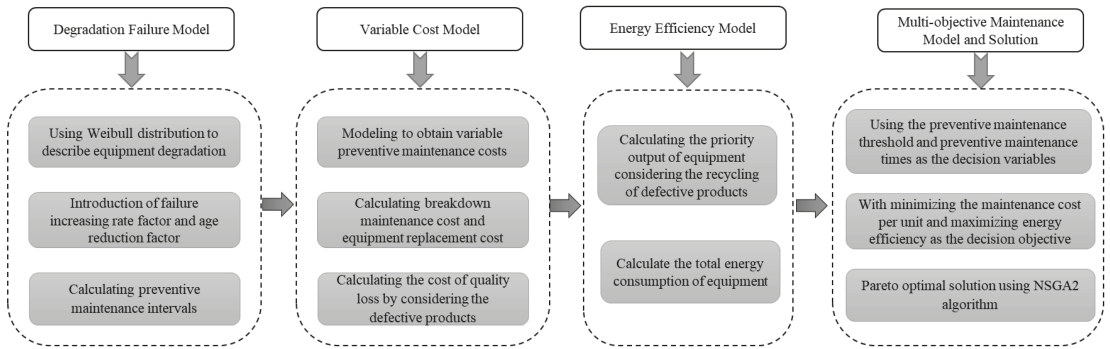 Degradation Failure Model
Using Weibull distribution to
describe equipment degradation
Introduction of failure
increasing rate factor and age
reduction factor
Calculating preventive
maintenance intervals
Variable Cost Model
Modeling to obtain variable
preventive maintenance costs
Calculating breakdown
maintenance cost and
equipment replacement cost
Calculating the cost of quality
loss by considering the
defective products
Energy Efficiency Model
Calculating the priority
output of equipment
considering the recycling
of defective products
Calculate the total energy
consumption of equipment
Multi-objective Maintenance
Model and Solution
Using the preventive maintenance
threshold and preventive maintenance
times as the decision variables
With minimizing the maintenance cost
per unit and maximizing energy
efficiency as the decision objective
Pareto optimal solution using NSGA2
algorithm